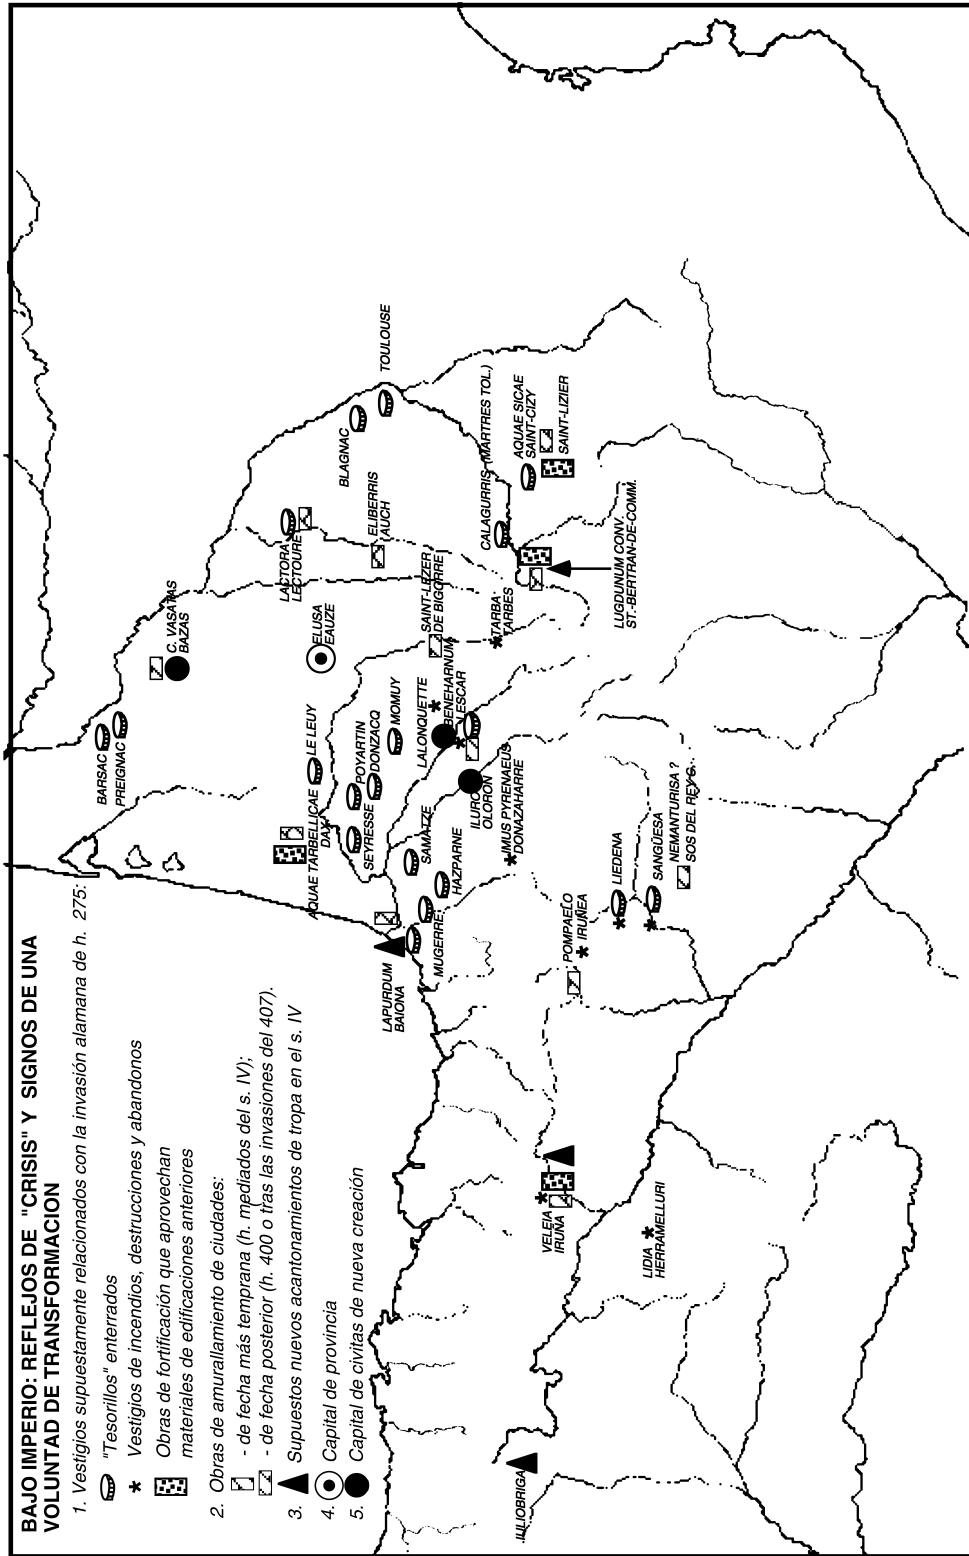 BAJO IMPERIO: REFLEJOS DE "CRISIS" Y SIGNOS DE UNA
VOLUNTAD DE TRANSFORMACION
1. Vestigios supuestamente relacionados con la invasión alamana de h. 275:
"Tesorillos" enterrados
* Vestigios de incendios, destrucciones y abandonos
Obras de fortificación que aprovechan
materiales de edificaciones anteriores
2. Obras de amurallamiento de ciudades:
- de fecha más temprana (h. mediados del s. IV);
- de fecha posterior (h. 400 o tras las invasiones del 407).
3. Supuestos nuevos acantonamientos de tropa en el s. IV
4. Capital de provincia
5. Capital de civitas de nueva creación
BARSAC
PREIGNAC
C. VASATAS
BAZAS
LACTORA
LECTOURE
BLAGNAC
TOULOUSE
ELUSA
EAUZE
ELIBERRIS
AUCH
AQUAE TARBELLICAE
DAX
LE LEUY
POYARTIN
DONZACQ
SEYRESSE
MOMUY
SAINT-LEZER
DE BIGORRE
LALONQUETTE
BENEHARNUM
LESCAR
TARBA
TARBES
CALAGURRIS (MARTRES TOL.)
AQUAE SICAE
SAINT-CIZY
SAINT-LIZIER
LUGDUNUM CONV.
ST.-BERTRAN-DE-COMM.
LAPURDUM
BAIONA
MUGERRE
SAMATZE
HAZPARNE
ILURO
OLORON
IMUS PYRENAEUS
DONAZAHARRE
POMPAELO
IRUÑEA
LIEDENA
SANGÜESA
NEMANTURISA ?
SOS DEL REY C.
VELEIA
IRUÑA
LIDIA
HERRAMELLURI
IULIOBRIGA